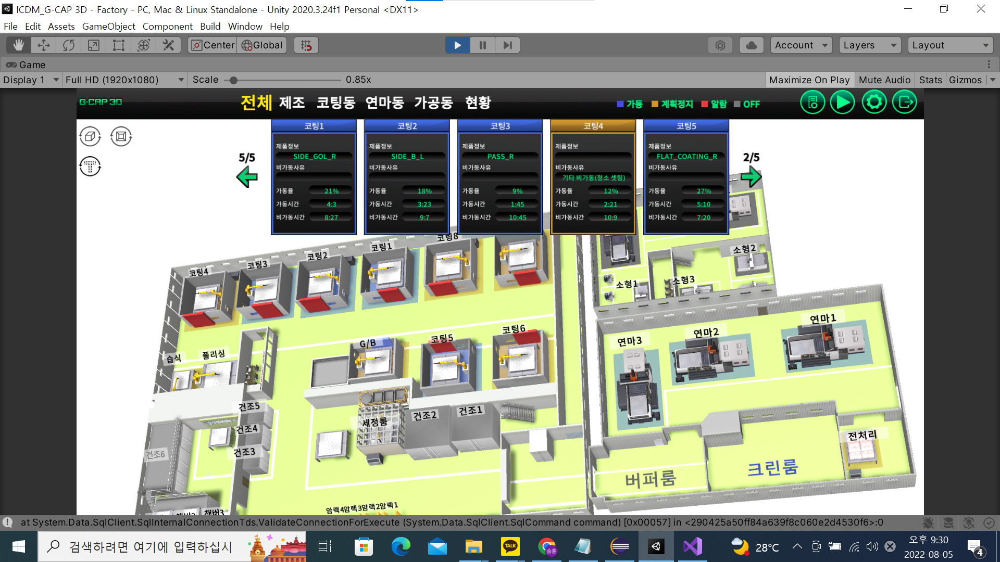 ICDM_G-CAP 3D - Factory - PC, Mac & Linux Standalone - Unity 2020.3.24f1 Personal <DX11>
File Edit Assets GameObject Component Build Window Help
Center Global Account Layers Layout
Game
Display 1 Full HD (1920x1080) Scale 0.85x Maximize On Play Mute Audio Stats Gizmos
G-CAP 3D 전체 제조 코팅동 연마동 가공동 현황 가동 계획정지 알람 OFF
5/5
2/5
코팅1
제품정보
SIDE_GOL_R
비가동사유
가동율 21%
가동시간 4:3
비가동시간 8:27
코팅2
제품정보
SIDE_B_L
비가동사유
가동율 18%
가동시간 3:23
비가동시간 9:7
코팅3
제품정보
PASS_R
비가동사유
가동율 9%
가동시간 1:45
비가동시간 10:45
코팅4
제품정보
비가동사유
기타 비가동(청소 셋팅)
가동율 12%
가동시간 2:21
비가동시간 10:9
코팅5
제품정보
FLAT_COATING_R
비가동사유
가동율 27%
가동시간 5:10
비가동시간 7:20
코팅4 코팅3 코팅2 코팅1 코팅8
소형2
소형1 소형3
습식 폴리싱 G/B 코팅5 코팅6
연마3 연마2 연마1
건조5
건조4
건조3
건조6
세정룸 건조2 건조1
전처리
버퍼룸 크린룸
암랙4암랙3암랙2암랙1
챔버3
at System.Data.SqlClient.SqlInternalConnectionTds.ValidateConnectionForExecute (System.Data.SqlClient.SqlCommand command) [0x00057] in <290425a50ff84a639f8c060e2d4530f6>:0
검색하려면 여기에 입력하십시
TALK
승준
28°C
오후 9:30
2022-08-05
4